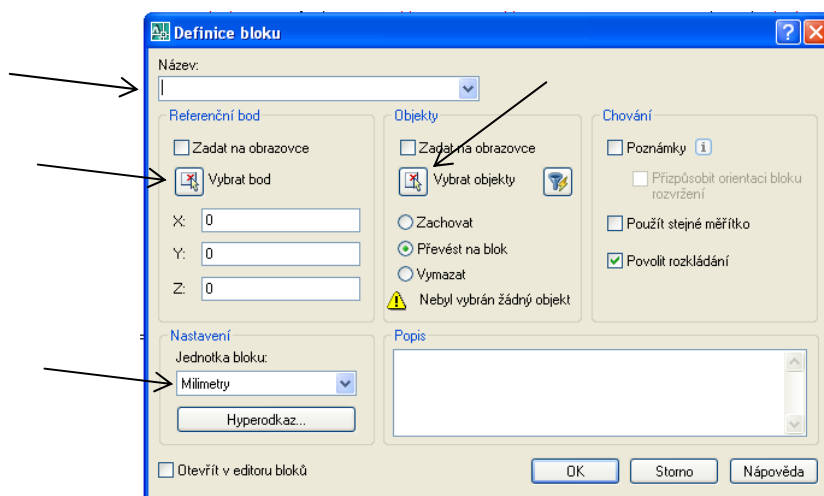 Definice bloku
Název:
Referenční bod
Zadat na obrazovce
Vybrat bod
X: 0
Y: 0
Z: 0
Objekty
Zadat na obrazovce
Vybrat objekty
Zachovat
Převést na blok
Vymazat
Nebyl vybrán žádný objekt
Chování
Poznámky
Přizpůsobit orientaci bloku
rozvržení
Použít stejné měřítko
Povolit rozkládání
Nastavení
Jednotka bloku:
Milimetry
Hyperodkaz...
Popis
Otevřít v editoru bloků
OK
Storno
Nápověda